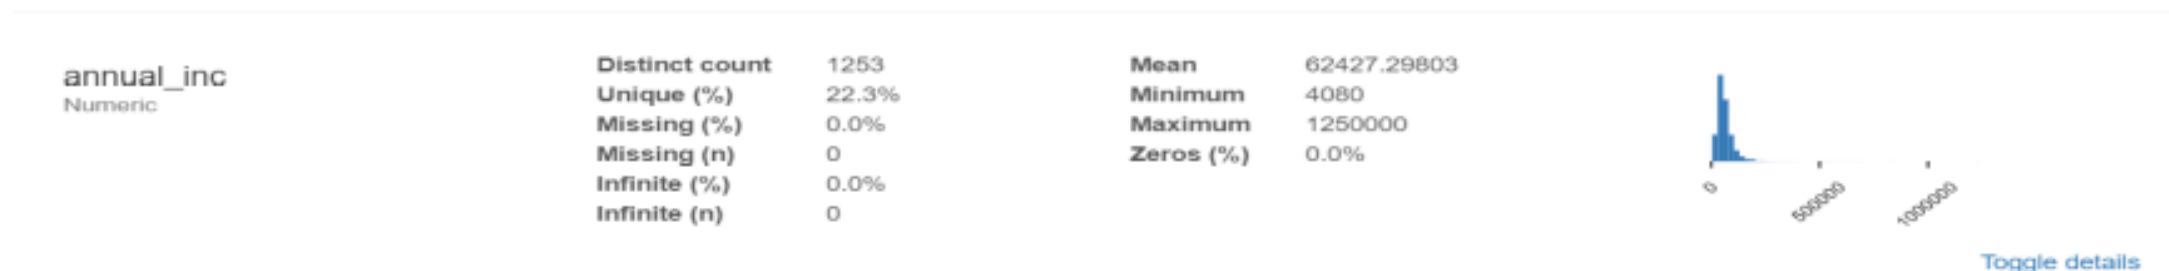 annual_inc
Numeric
Distinct count 1253
Unique (%) 22.3%
Missing (%) 0.0%
Missing (n) 0
Infinite (%) 0.0%
Infinite (n) 0
Mean 62427.29803
Minimum 4080
Maximum 1250000
Zeros (%) 0.0%
0
500000
1000000
Toggle details